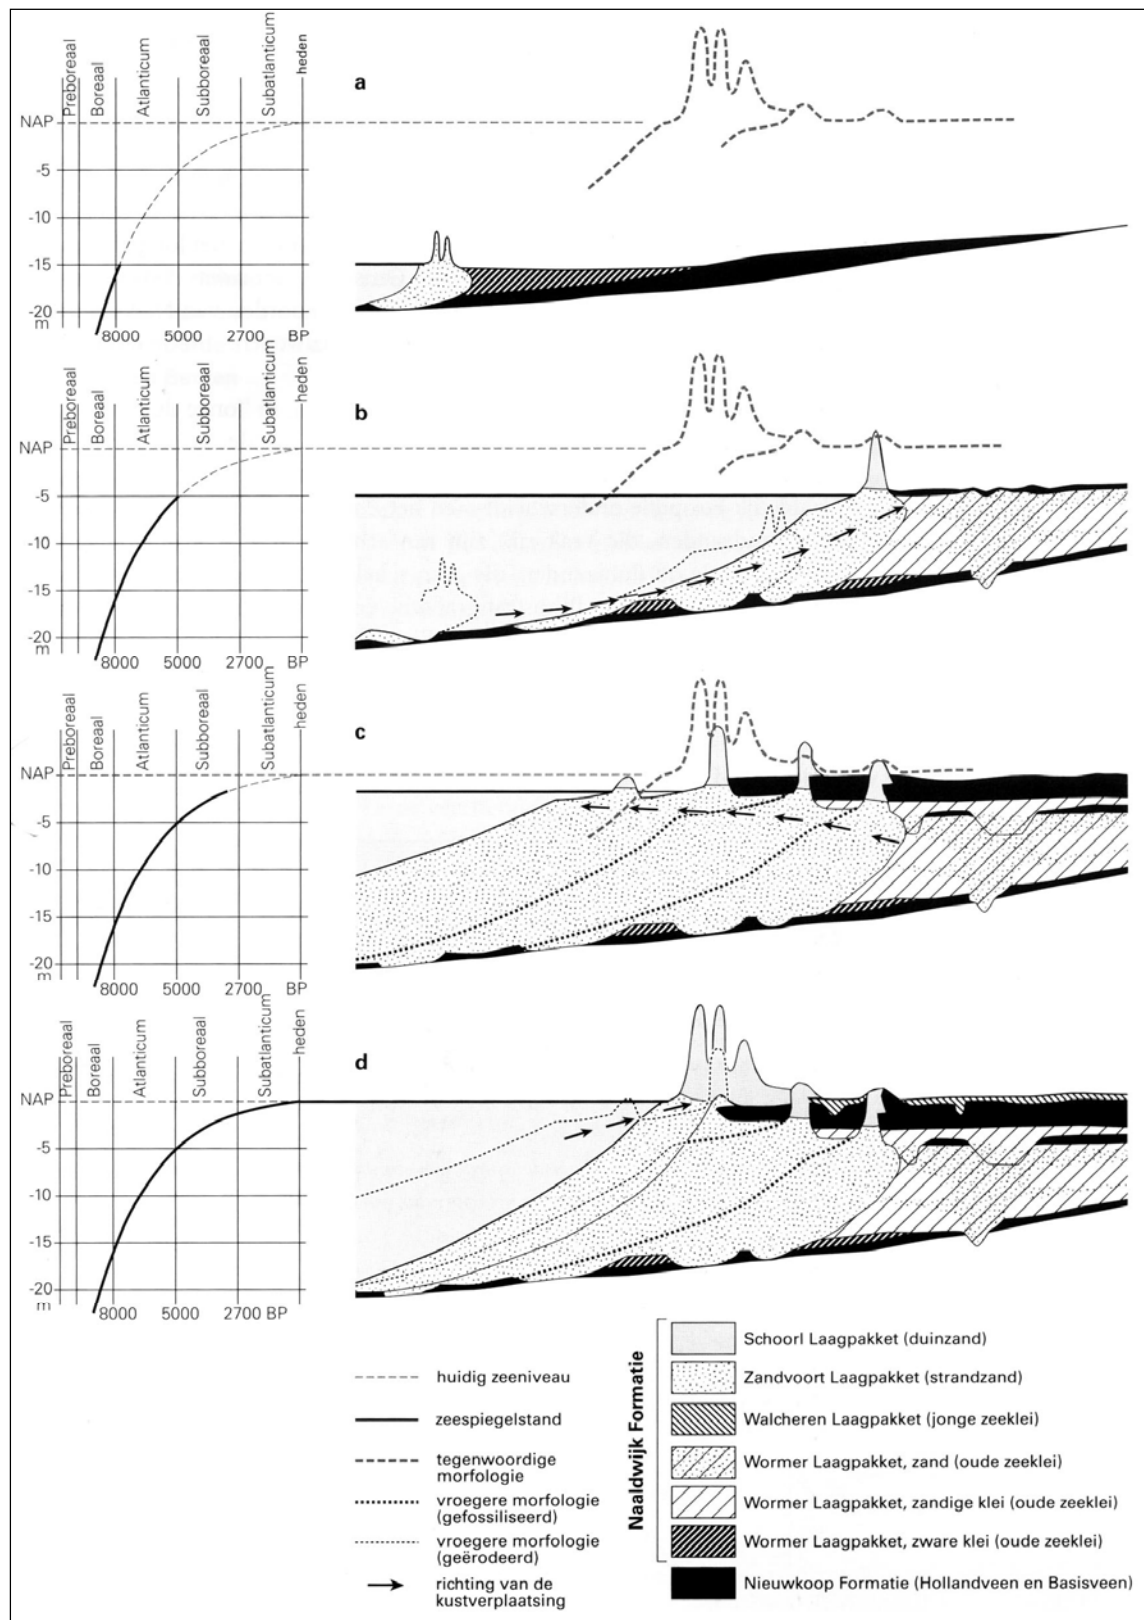 Preboreaal
Boreaal
Atlanticum
Subboreaal
Subatlanticum
heden
a
NAP
-5
-10
-15
-20
m
8000 5000 2700 BP
Preboreaal
Boreaal
Atlanticum
Subboreaal
Subatlanticum
heden
b
NAP
-5
-10
-15
-20
m
8000 5000 2700 BP
Preboreaal
Boreaal
Atlanticum
Subboreaal
Subatlanticum
heden
c
NAP
-5
-10
-15
-20
m
8000 5000 2700 BP
Preboreaal
Boreaal
Atlanticum
Subboreaal
Subatlanticum
heden
d
NAP
-5
-10
-15
-20
m
8000 5000 2700 BP
huidig zeeniveau
zeespiegelstand
tegenwoordige
morfologie
vroegere morfologie
(gefossiliseerd)
vroegere morfologie
(geërodeerd)
richting van de
kustverplaatsing
Naaldwijk Formatie
Schoorl Laagpakket (duinzand)
Zandvoort Laagpakket (strandzand)
Walcheren Laagpakket (jonge zeeklei)
Wormer Laagpakket, zand (oude zeeklei)
Wormer Laagpakket, zandige klei (oude zeeklei)
Wormer Laagpakket, zware klei (oude zeeklei)
Nieuwkoop Formatie (Hollandveen en Basisveen)